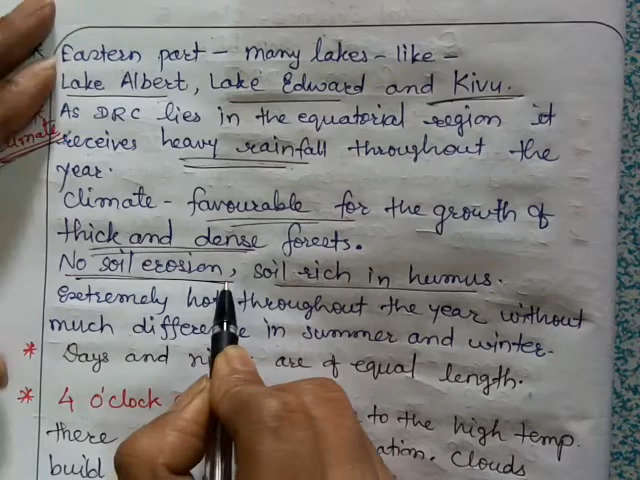 Eastern part - many lakes - like -
Lake Albert, Lake Edward and Kivu.
As DRC lies in the equatorial region it
receives heavy rainfall throughout the
year.
Climate - favourable for the growth of
thick and dense forests.
No soil erosion, soil rich in humus.
Extremely hot throughout the year without
much difference in summer and winter.
* Days and are of equal length.
* 4 o'clock to the high temp.
there Clouds
build